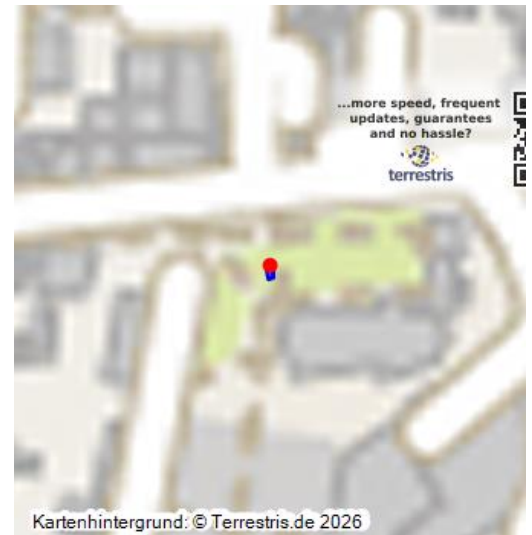 ...more speed, frequent
updates, guarantees
and no hassle?
terrestris
Kartenhintergrund: © Terrestris.de 2026